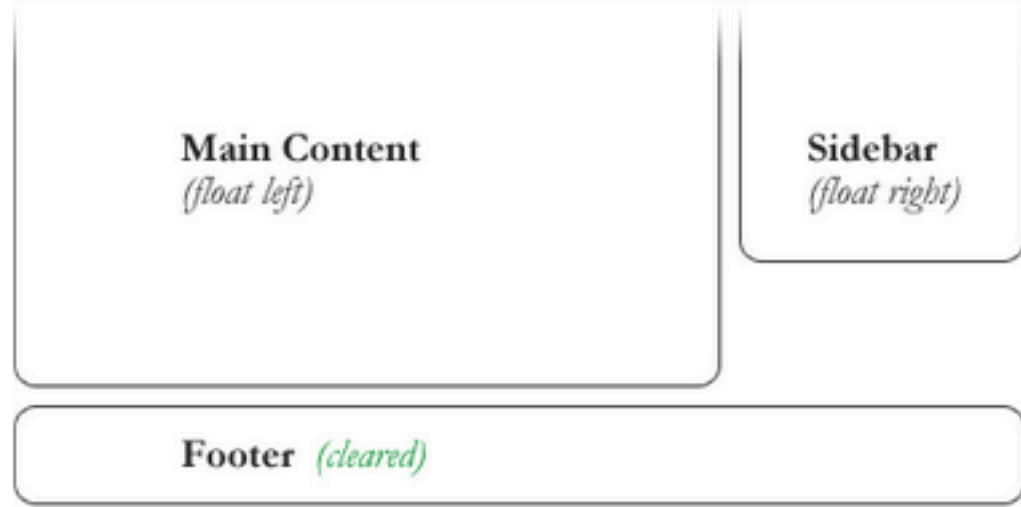 Main Content
(float left)
Sidebar
(float right)
Footer (cleared)